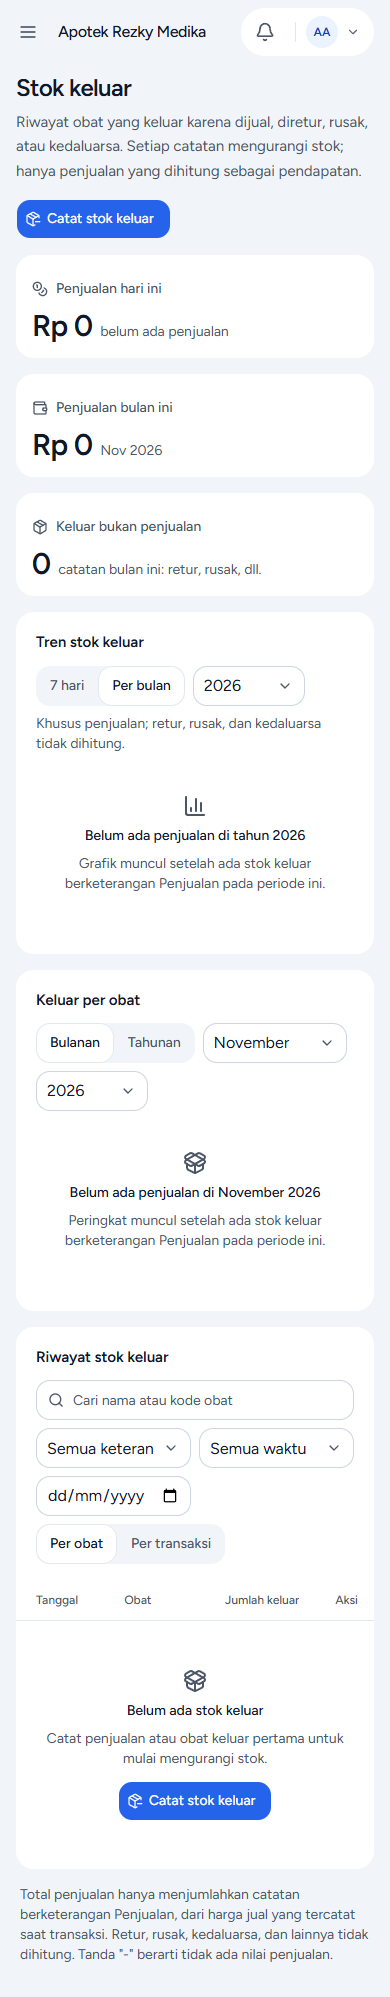 Apotek Rezky Medika
AA
Stok keluar
Riwayat obat yang keluar karena dijual, diretur, rusak,
atau kedaluarsa. Setiap catatan mengurangi stok;
hanya penjualan yang dihitung sebagai pendapatan.
Catat stok keluar
Penjualan hari ini
Rp 0 belum ada penjualan
Penjualan bulan ini
Rp 0 Nov 2026
Keluar bukan penjualan
0 catatan bulan ini: retur, rusak, dll.
Tren stok keluar
7 hari Per bulan 2026
Khusus penjualan; retur, rusak, dan kedaluarsa
tidak dihitung.
Belum ada penjualan di tahun 2026
Grafik muncul setelah ada stok keluar
berketerangan Penjualan pada periode ini.
Keluar per obat
Bulanan Tahunan November
2026
Belum ada penjualan di November 2026
Peringkat muncul setelah ada stok keluar
berketerangan Penjualan pada periode ini.
Riwayat stok keluar
Cari nama atau kode obat
Semua keteran Semua waktu
dd/mm/yyyy
Per obat Per transaksi
Tanggal Obat Jumlah keluar Aksi
Belum ada stok keluar
Catat penjualan atau obat keluar pertama untuk
mulai mengurangi stok.
Catat stok keluar
Total penjualan hanya menjumlahkan catatan
berketerangan Penjualan, dari harga jual yang tercatat
saat transaksi. Retur, rusak, kedaluarsa, dan lainnya tidak
dihitung. Tanda "-" berarti tidak ada nilai penjualan.